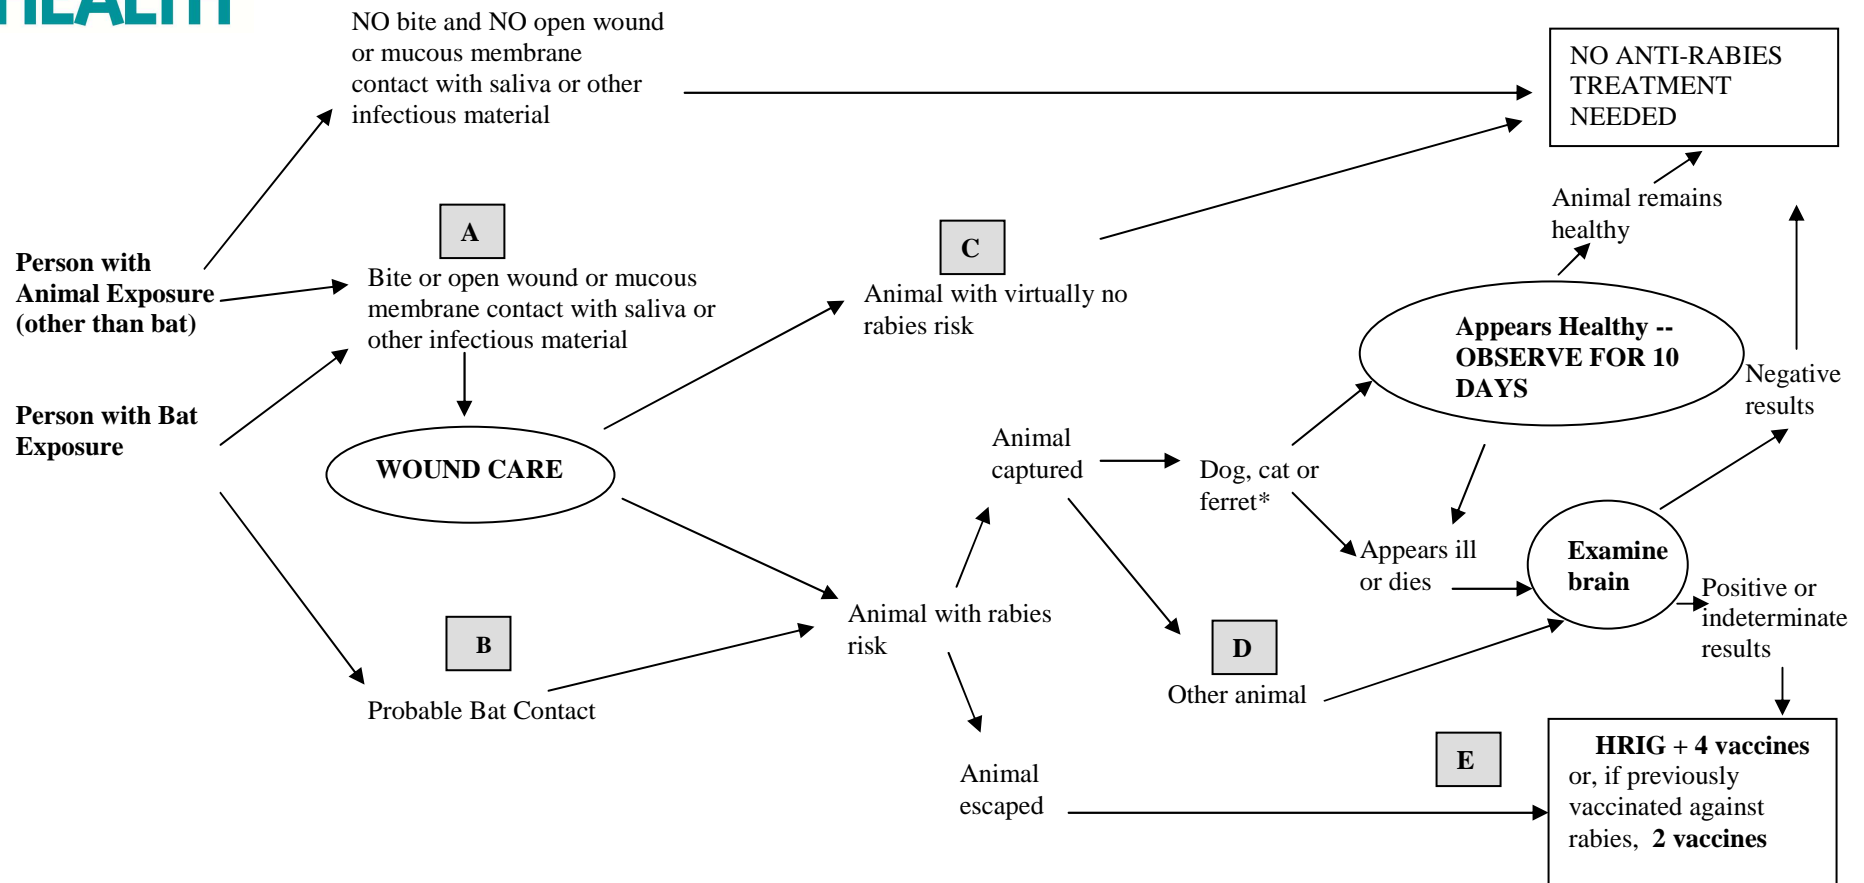 HEALTH
NO bite and NO open wound
or mucous membrane
contact with saliva or other
infectious material
NO ANTI-RABIES
TREATMENT
NEEDED
Animal remains
healthy
A
Person with
Animal Exposure
(other than bat)
Bite or open wound or mucous
membrane contact with saliva or
other infectious material
C
Animal with virtually no
rabies risk
Appears Healthy --
OBSERVE FOR 10
DAYS
Negative
results
Person with Bat
Exposure
WOUND CARE
Animal
captured
Dog, cat or
ferret*
Appears ill
or dies
Examine
brain
Positive or
indeterminate
results
Animal with rabies
risk
B
Probable Bat Contact
D
Other animal
Animal
escaped
E
HRIG + 4 vaccines
or, if previously
vaccinated against
rabies, 2 vaccines